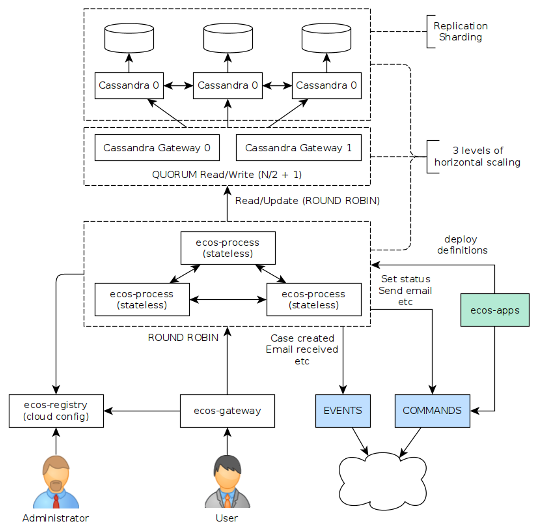 Replication
Sharding
Cassandra 0
Cassandra 0
Cassandra 0
Cassandra Gateway 0
Cassandra Gateway 1
3 levels of
horizontal scaling
QUORUM Read/Write (N/2 + 1)
Read/Update (ROUND ROBIN)
ecos-process
(stateless)
deploy
definitions
ecos-process
(stateless)
ecos-process
(stateless)
Set status
Send email
etc
ecos-apps
ROUND ROBIN
Case created
Email received
etc
ecos-registry
(cloud config)
ecos-gateway
EVENTS
COMMANDS
Administrator
User